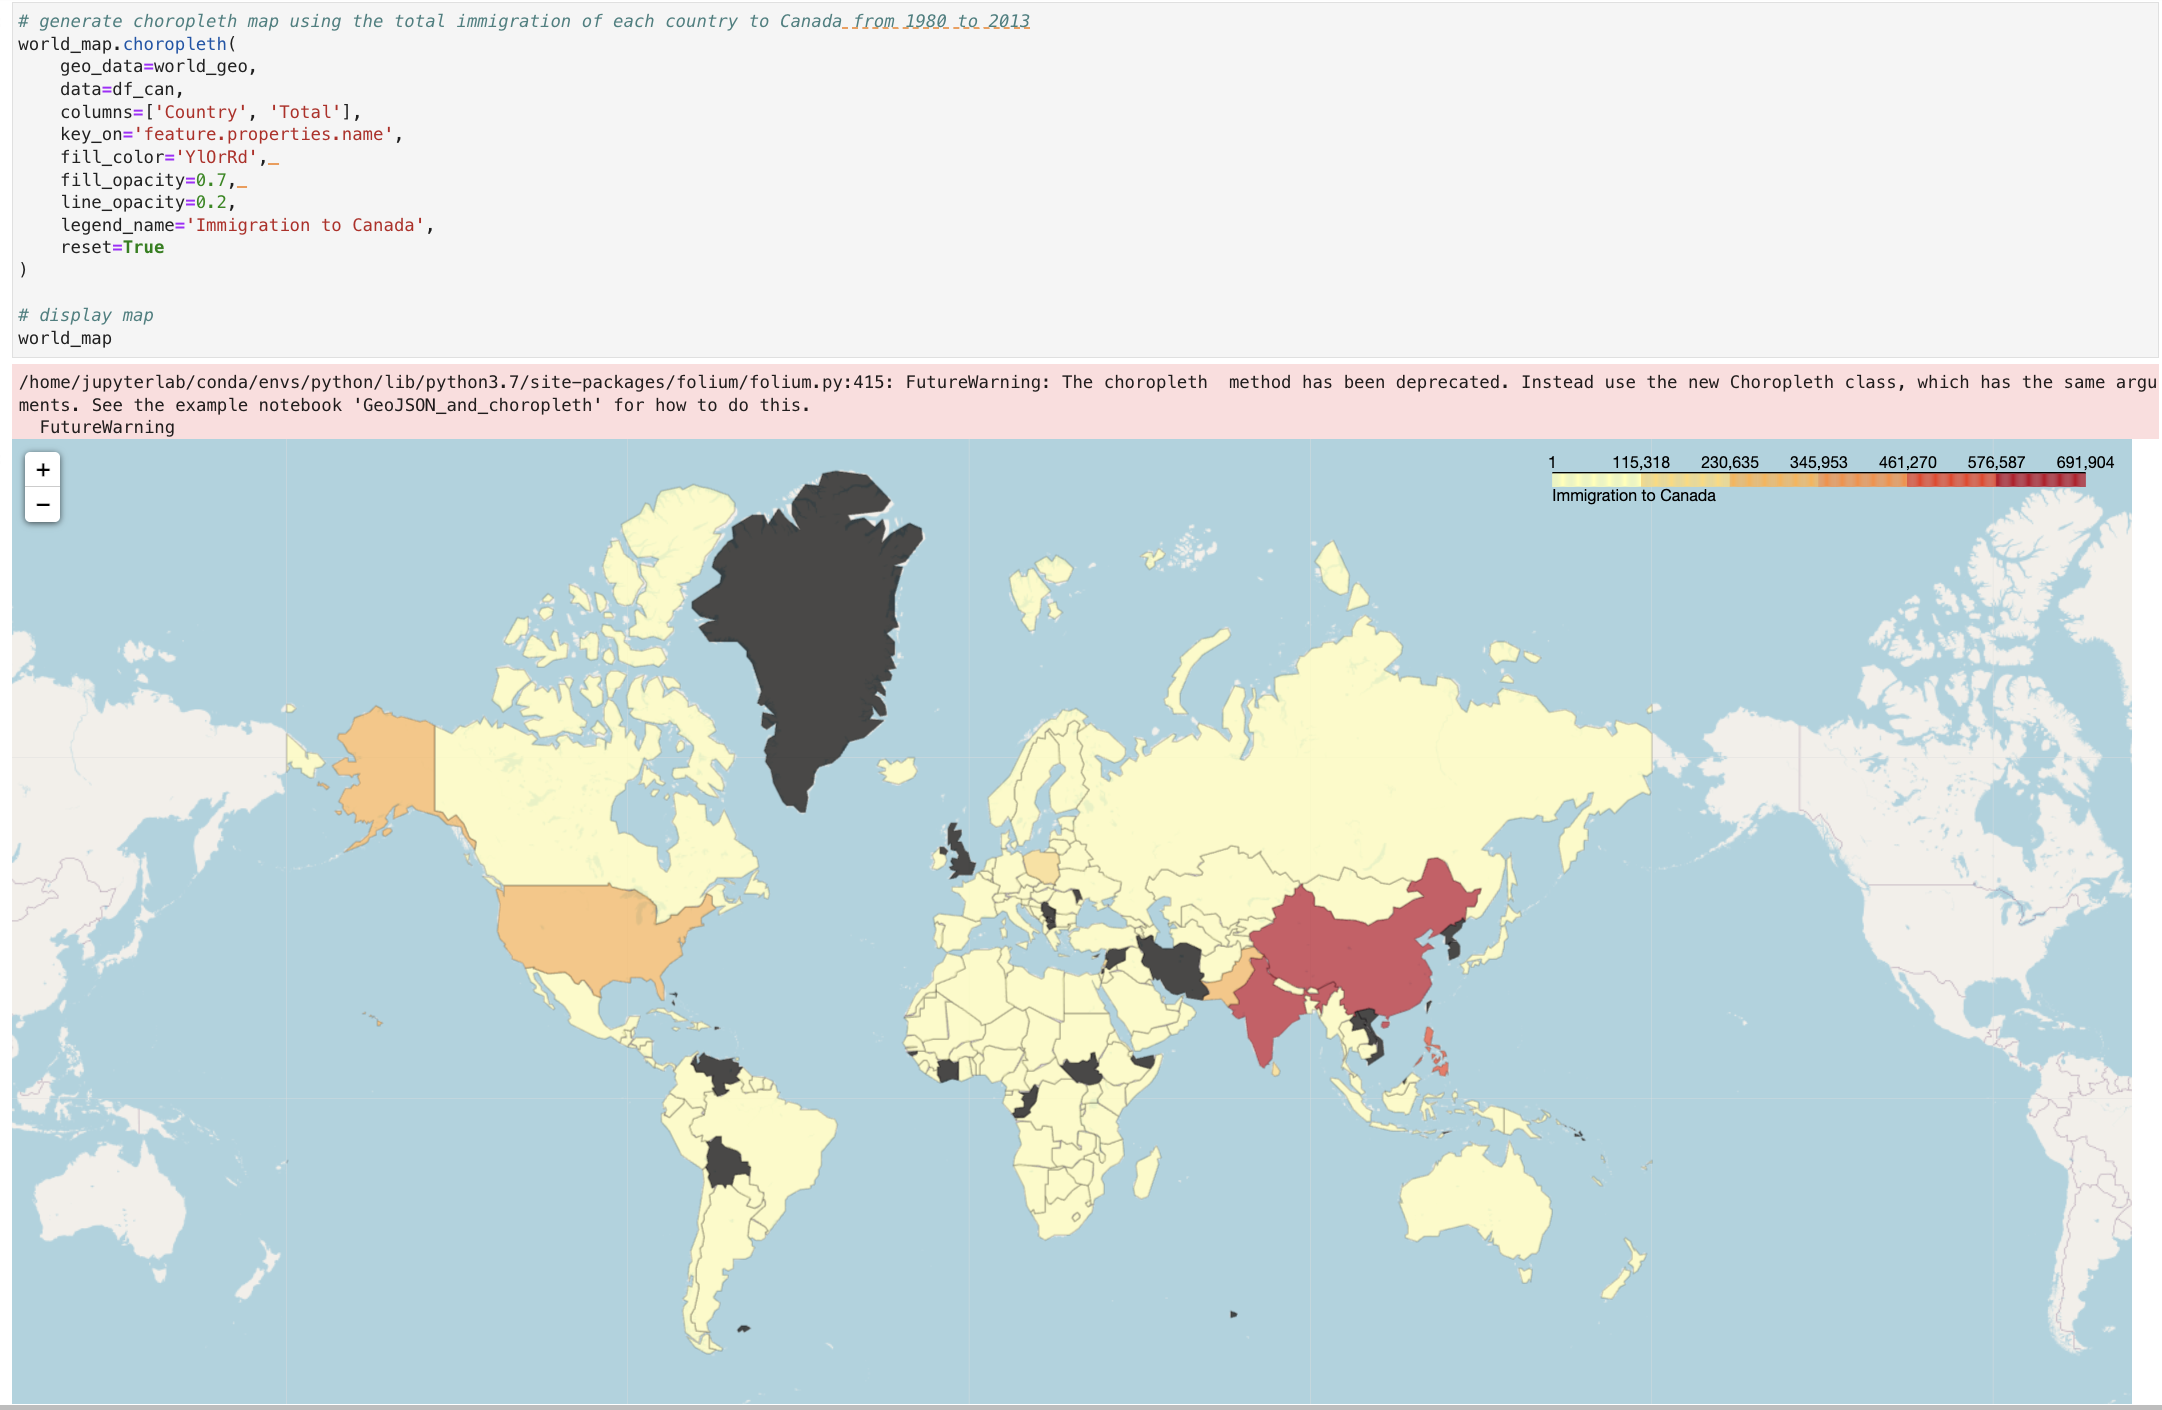 # generate choropleth map using the total immigration of each country to Canada from 1980 to 2013
world_map.choropleth(
    geo_data=world_geo,
    data=df_can,
    columns=['Country', 'Total'],
    key_on='feature.properties.name',
    fill_color='YlOrRd',
    fill_opacity=0.7,
    line_opacity=0.2,
    legend_name='Immigration to Canada',
    reset=True
)
# display map
world_map
/home/jupyterlab/conda/envs/python/lib/python3.7/site-packages/folium/folium.py:415: FutureWarning: The choropleth  method has been deprecated. Instead use the new Choropleth class, which has the same argu
ments. See the example notebook 'GeoJSON_and_choropleth' for how to do this.
  FutureWarning
+
−
1 115,318 230,635 345,953 461,270 576,587 691,904
Immigration to Canada